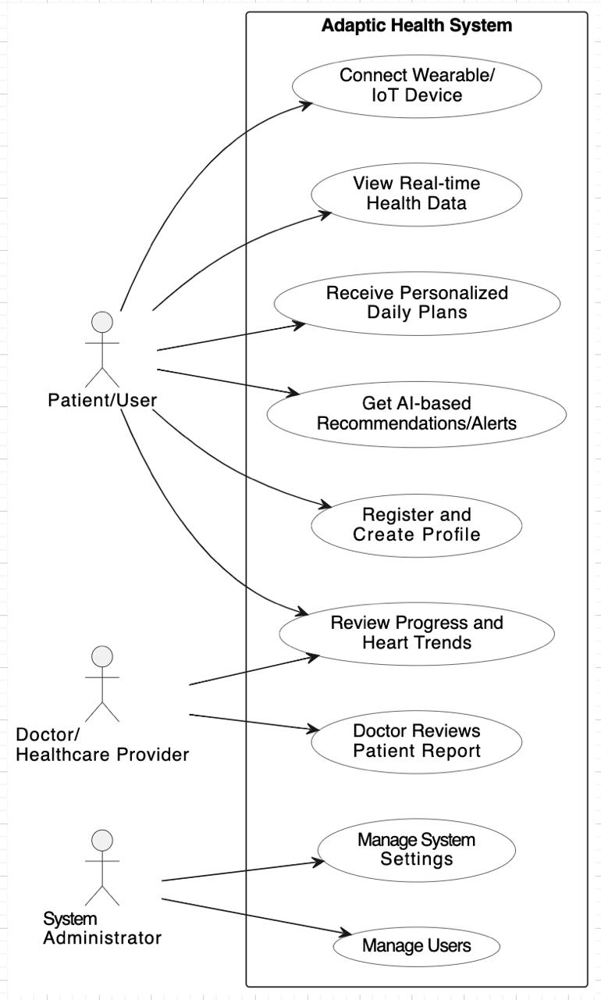 Adaptic Health System
Connect Wearable/
IoT Device
View Real-time
Health Data
Receive Personalized
Daily Plans
Get AI-based
Recommendations/Alerts
Patient/User
Register and
Create Profile
Review Progress and
Heart Trends
Doctor/
Healthcare Provider
Doctor Reviews
Patient Report
Manage System
Settings
System
Administrator
Manage Users